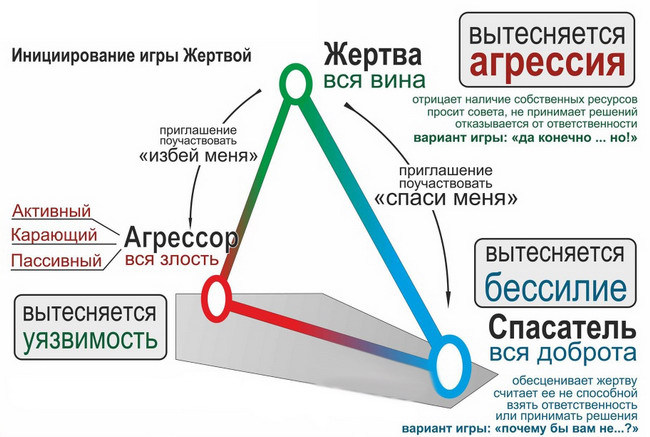 Инициирование игры Жертвой
Жертва
вся вина
ВЫТЕСНЯЕТСЯ
агрессия
отрицает наличие собственных ресурсов
просит совета, не принимает решений
отказывается от ответственности
вариант игры: «да конечно ... но!»
приглашение
поучаствовать
«избей меня»
приглашение
поучаствовать
«спаси меня»
Активный
Карающий
Пассивный
Агрессор
вся злость
ВЫТЕСНЯЕТСЯ
уязвимость
ВЫТЕСНЯЕТСЯ
бессилие
Спасатель
вся доброта
обесценивает жертву
считает ее не способной
взять ответственность
или принимать решения
вариант игры: «почему бы вам не...?»